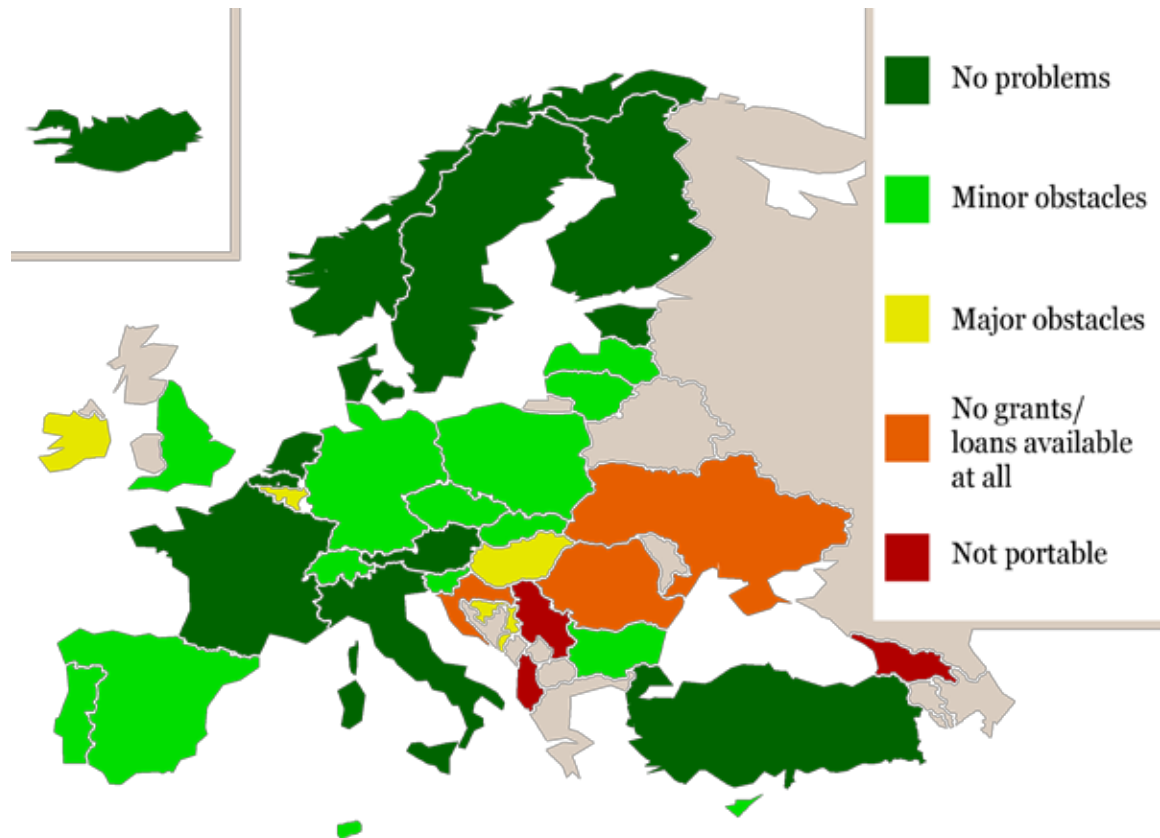 No problems
Minor obstacles
Major obstacles
No grants/
loans available
at all
Not portable